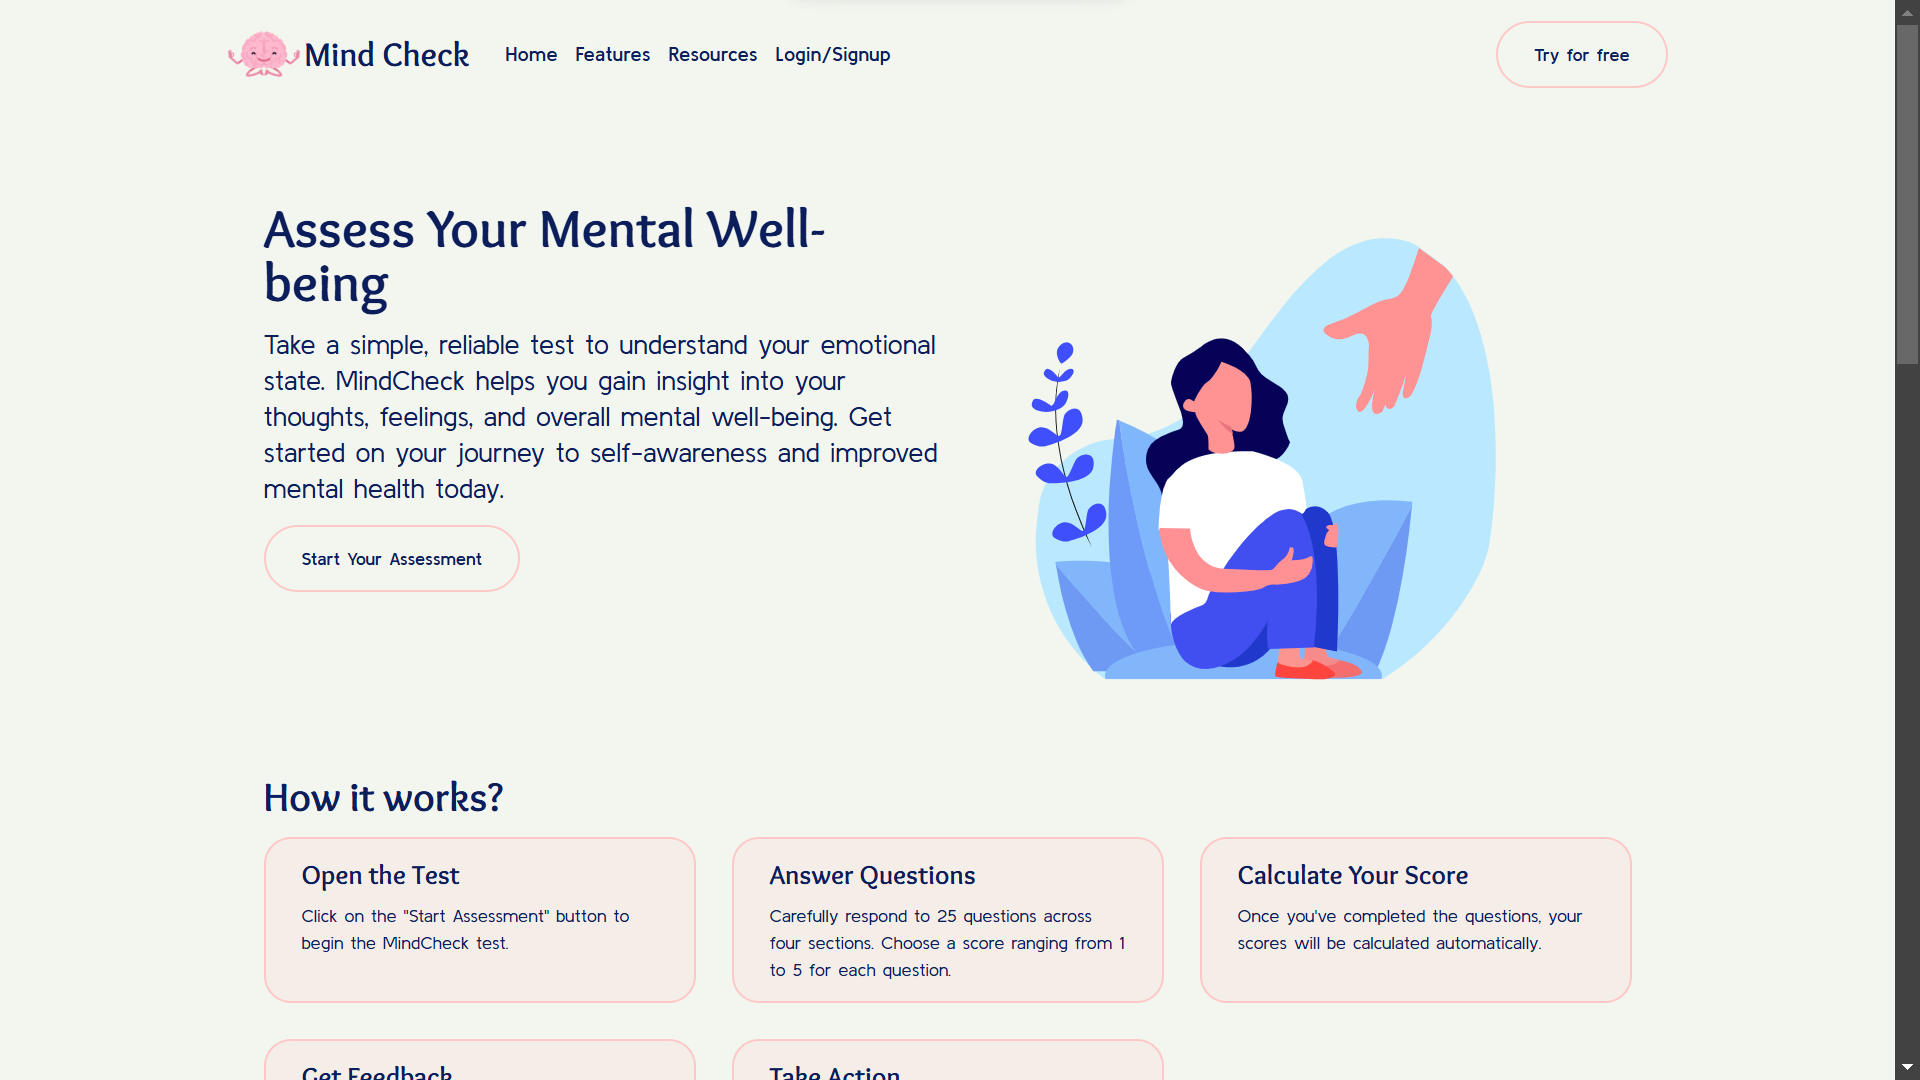 Mind Check Home Features Resources Login/Signup Try for free
Assess Your Mental Well-
being
Take a simple, reliable test to understand your emotional
state. MindCheck helps you gain insight into your
thoughts, feelings, and overall mental well-being. Get
started on your journey to self-awareness and improved
mental health today.
Start Your Assessment
How it works?
Open the Test
Click on the "Start Assessment" button to
begin the MindCheck test.
Answer Questions
Carefully respond to 25 questions across
four sections. Choose a score ranging from 1
to 5 for each question.
Calculate Your Score
Once you've completed the questions, your
scores will be calculated automatically.
Get Feedback
Take Action